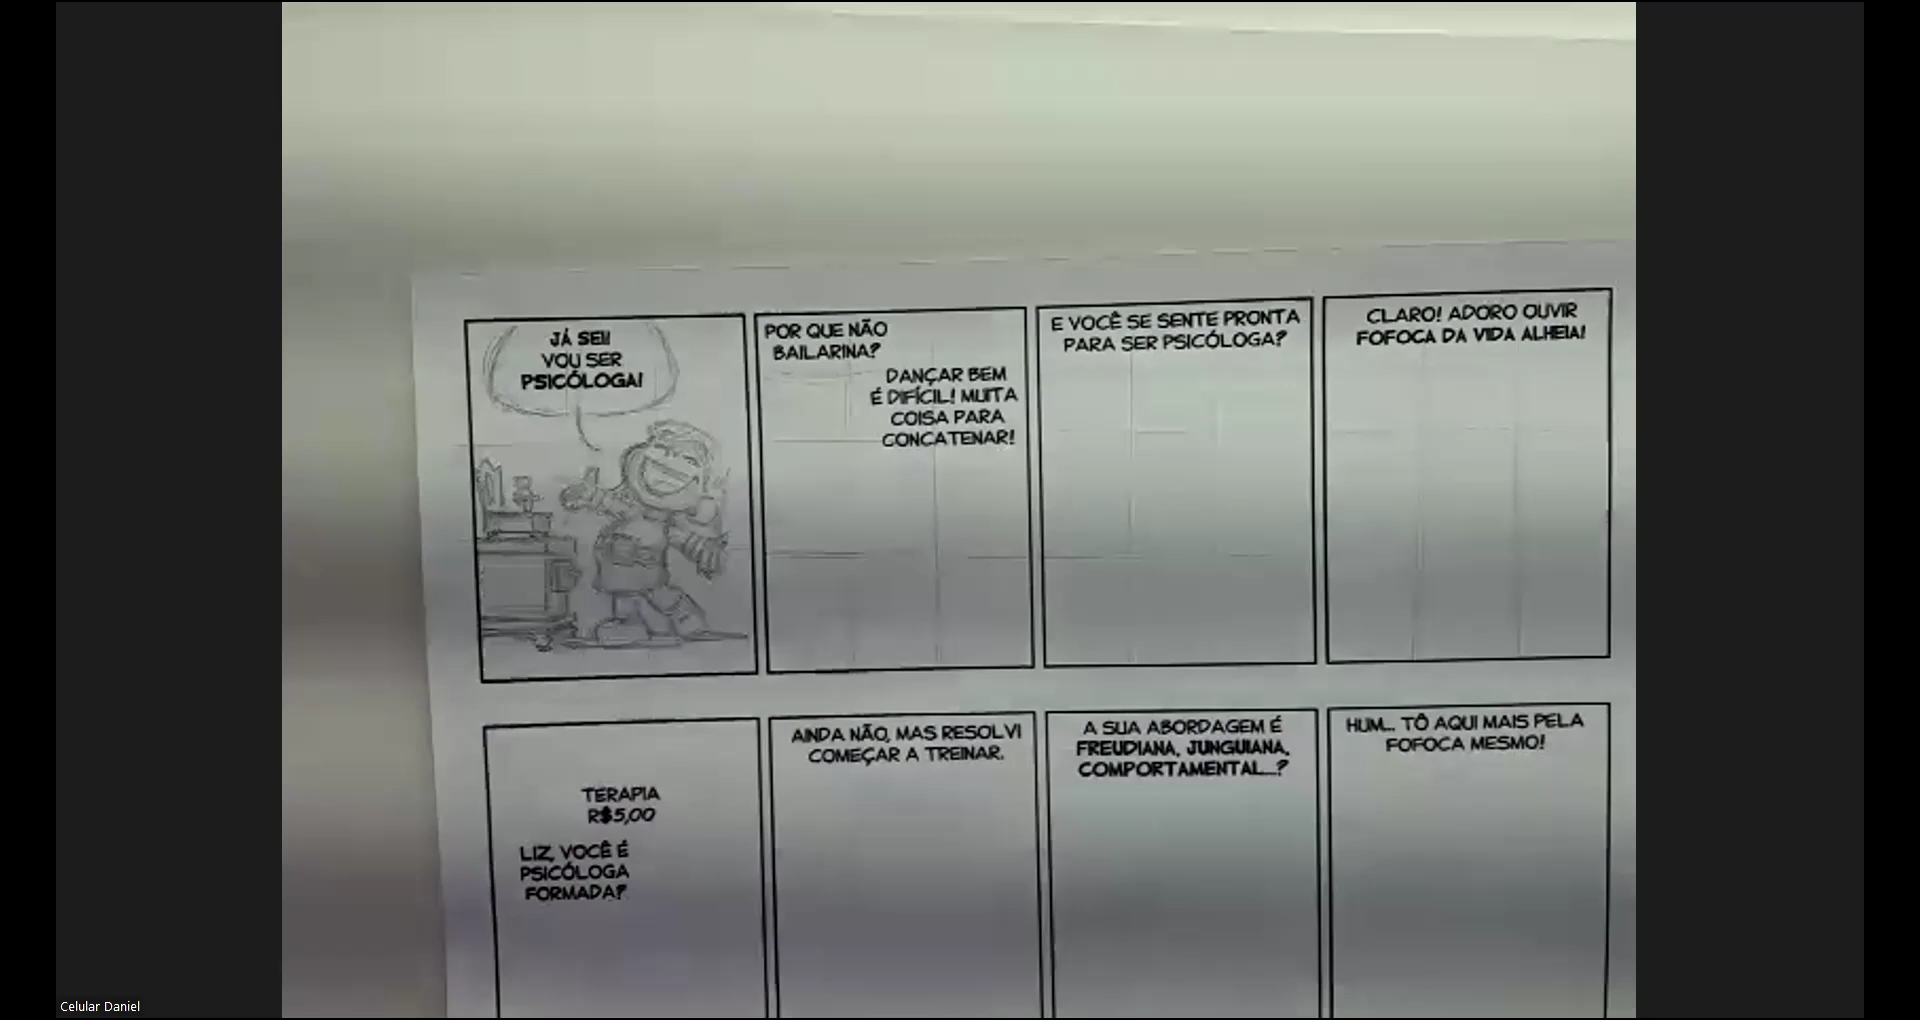 JÁ SEI!
VOU SER
PSICÓLOGA!
POR QUE NÃO
BAILARINA?
DANÇAR BEM
É DIFÍCIL! MUITA
COISA PARA
CONCATENAR!
E VOCÊ SE SENTE PRONTA
PARA SER PSICÓLOGA?
CLARO! ADORO OUVIR
FOFOCA DA VIDA ALHEIA!
TERAPIA
R$5,00
LIZ, VOCÊ É
PSICÓLOGA
FORMADA?
AINDA NÃO, MAS RESOLVI
COMEÇAR A TREINAR.
A SUA ABORDAGEM É
FREUDIANA, JUNGUIANA,
COMPORTAMENTAL...?
HUM... TÔ AQUI MAIS PELA
FOFOCA MESMO!
Celular Daniel